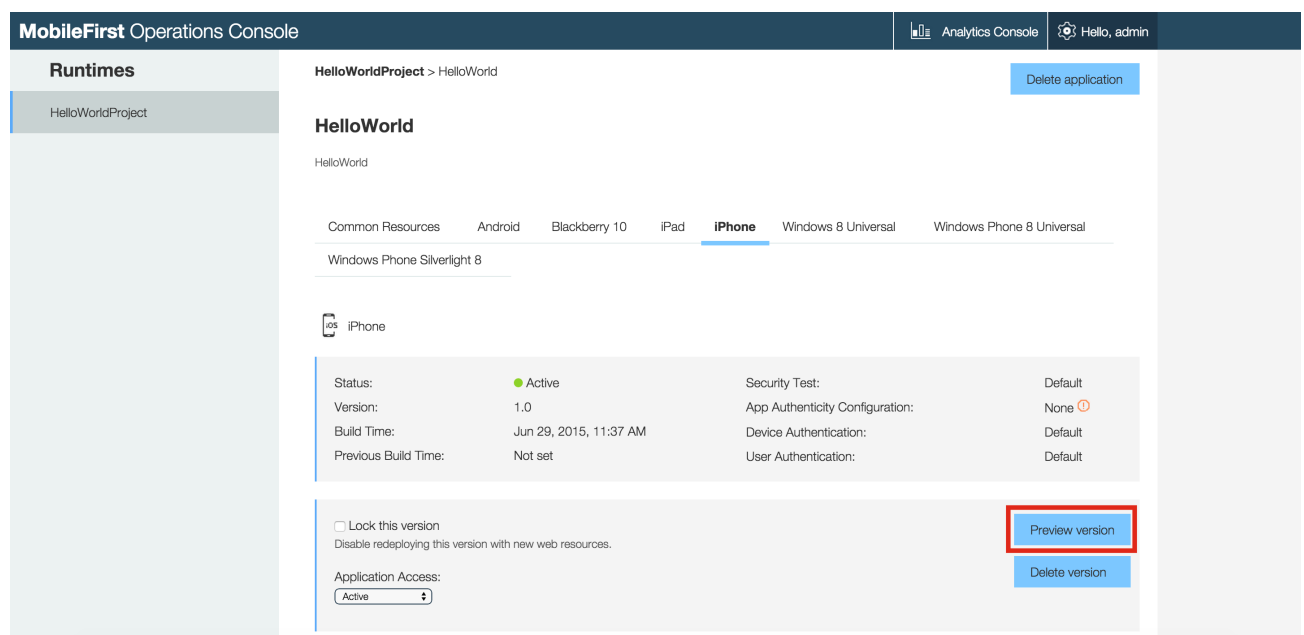 MobileFirst Operations Console
Analytics Console
Hello, admin
Runtimes
HelloWorldProject
HelloWorldProject > HelloWorld
Delete application
HelloWorld
HelloWorld
Common Resources Android Blackberry 10 iPad iPhone Windows 8 Universal Windows Phone 8 Universal
Windows Phone Silverlight 8
iOS iPhone
Status: Active Security Test: Default
Version: 1.0 App Authenticity Configuration: None
Build Time: Jun 29, 2015, 11:37 AM Device Authentication: Default
Previous Build Time: Not set User Authentication: Default
Lock this version
Disable redeploying this version with new web resources.
Preview version
Application Access:
Active
Delete version